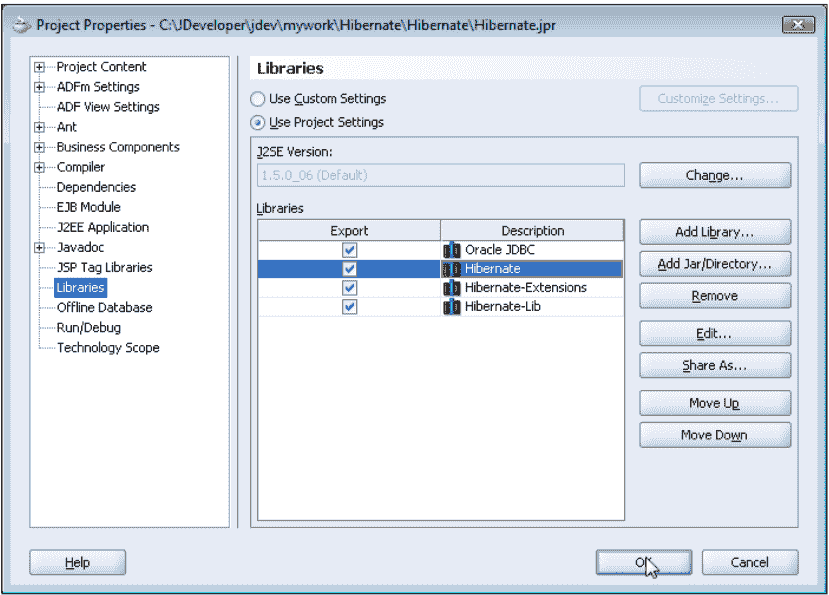 Project Properties - C:\JDeveloper\jdev\mywork\Hibernate\Hibernate\Hibernate.jpr
Project Content
ADFm Settings
ADF View Settings
Ant
Business Components
Compiler
Dependencies
EJB Module
J2EE Application
Javadoc
JSP Tag Libraries
Libraries
Offline Database
Run/Debug
Technology Scope
Libraries
Use Custom Settings
Customize Settings...
Use Project Settings
J2SE Version:
1.5.0_06 (Default)
Change...
Libraries
Export Description
Oracle JDBC
Hibernate
Hibernate-Extensions
Hibernate-Lib
Add Library...
Add Jar/Directory...
Remove
Edit...
Share As...
Move Up
Move Down
Help
OK
Cancel